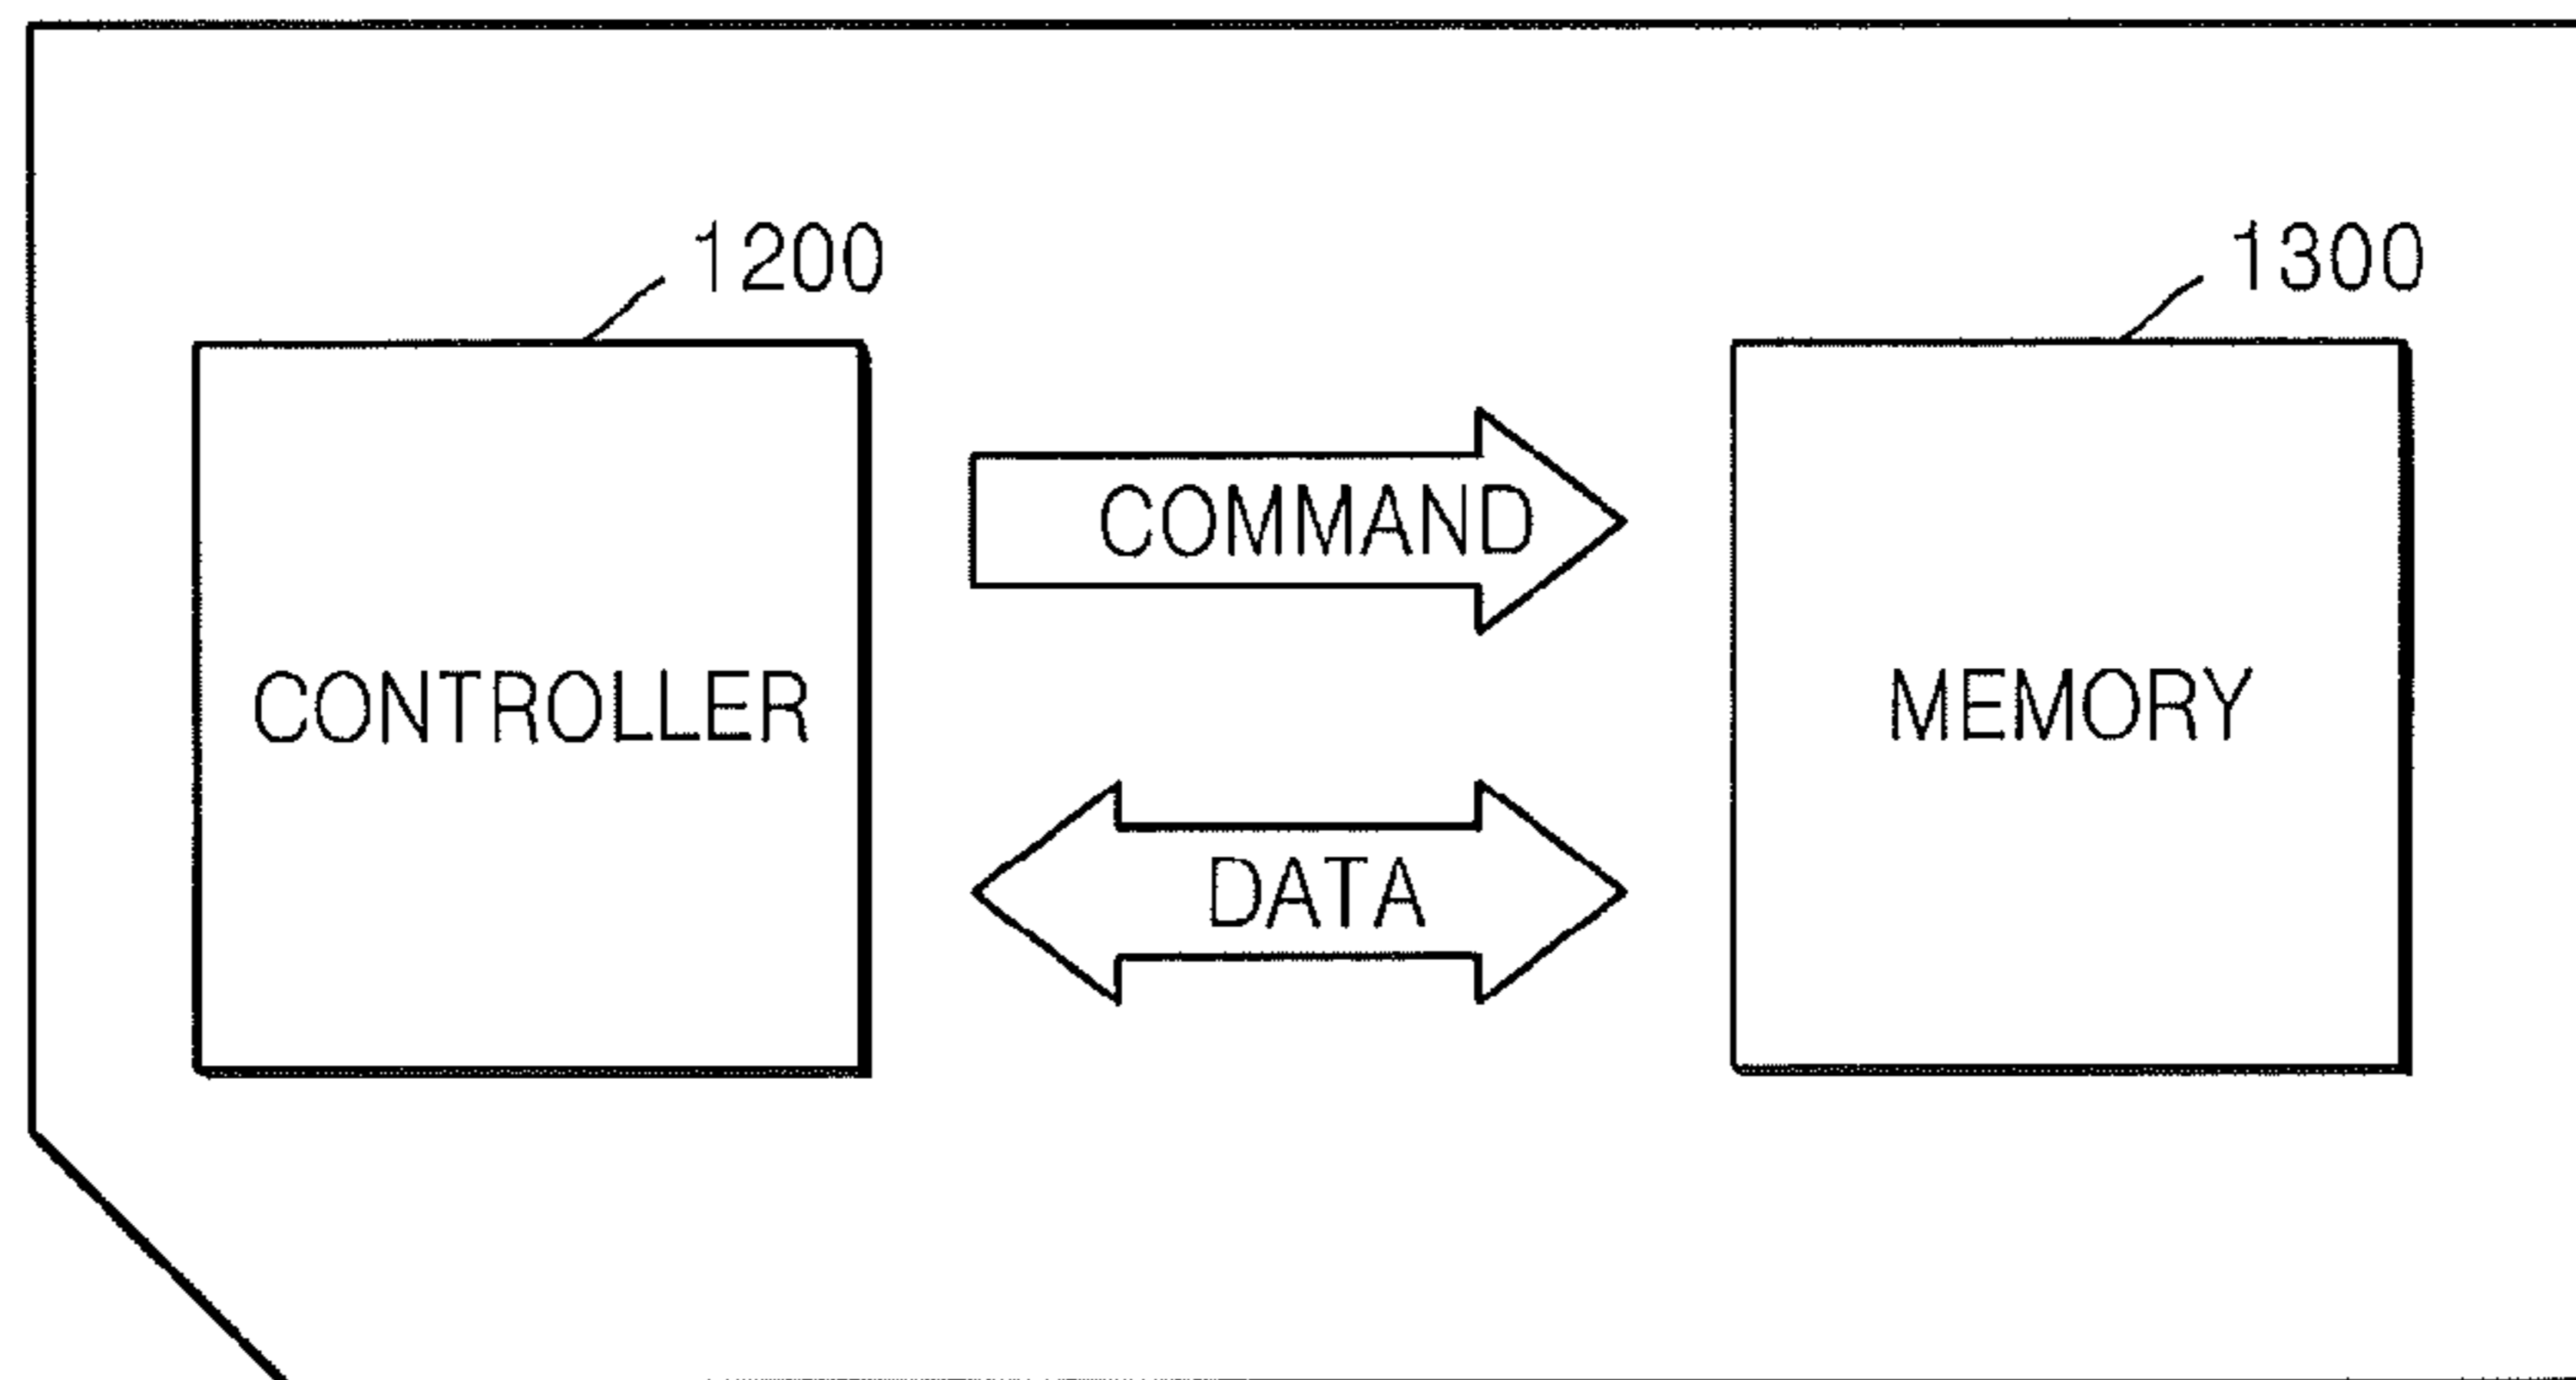 1200
1300
COMMAND
CONTROLLER
MEMORY
DATA